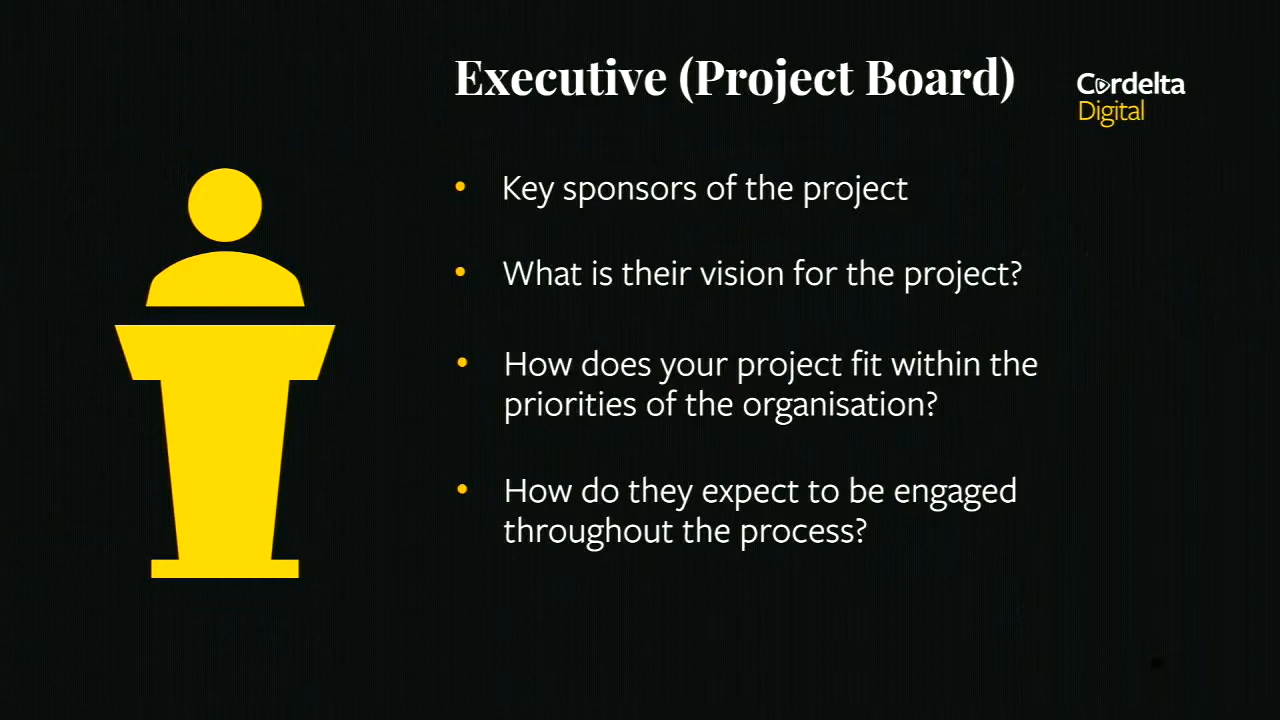 Executive (Project Board)
Cordelta
Digital
• Key sponsors of the project
• What is their vision for the project?
• How does your project fit within the
priorities of the organisation?
• How do they expect to be engaged
throughout the process?